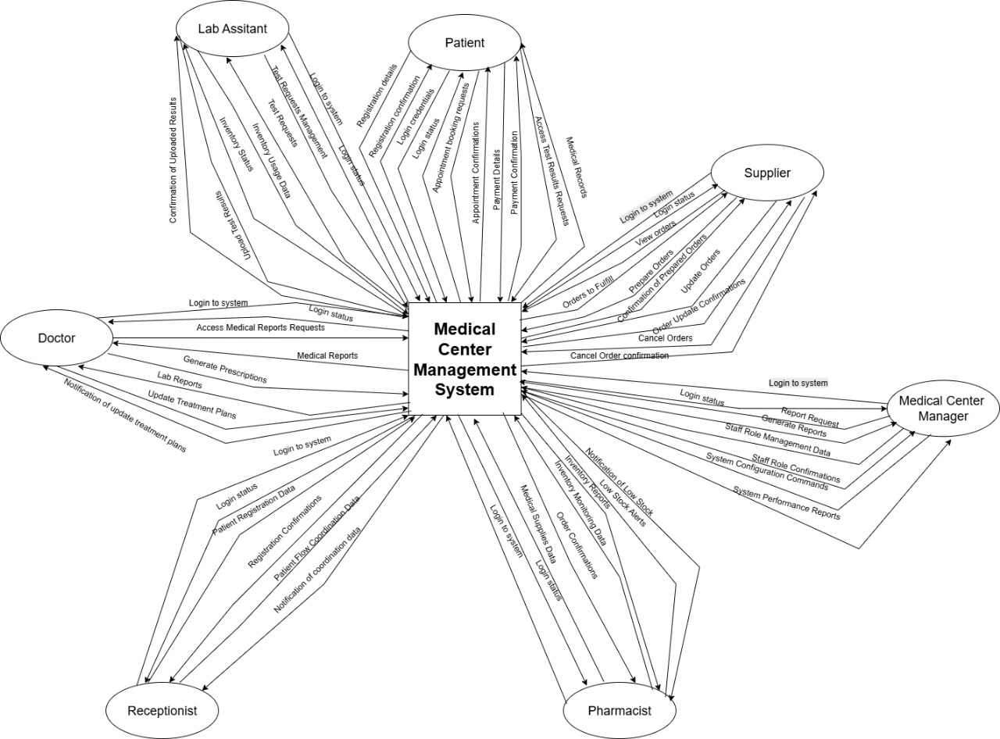 Lab Assitant
Patient
Supplier
Doctor
Medical
Center
Management
System
Medical Center
Manager
Receptionist
Pharmacist
Confirmation of Uploaded Results
Upload Test Results
Inventory Status
Inventory Usage Data
Test Requests
Test Requests Management
Login to system
Login status
Registration details
Registration confirmation
Login credentials
Login status
Appointment booking requests
Appointment Confirmations
Payment Details
Payment Confirmation
Access Test Results Requests
Medical Records
Login to system
Login status
View orders
Orders to Fulfill
Prepare Orders
Confirmation of Prepared Orders
Update Orders
Order Update Confirmations
Cancel Orders
Cancel Order confirmation
Login to system
Login status
Access Medical Reports Requests
Medical Reports
Generate Prescriptions
Lab Reports
Update Treatment Plans
Notification of update treatment plans
Login to system
Login status
Report Request
Generate Reports
Staff Role Management Data
Staff Role Confirmations
System Configuration Commands
System Performance Reports
Login to system
Login status
Patient Registration Data
Registration Confirmations
Patient Flow Coordination Data
Notification of coordination data
Login to system
Login status
Medical Supplies Data
Order Confirmations
Inventory Monitoring Data
Inventory Reports
Low Stock Alerts
Notification of Low Stock